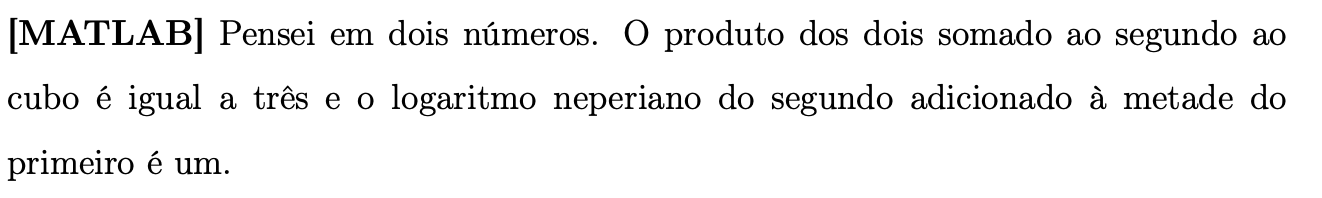 [MATLAB] Pensei em dois números. O produto dos dois somado ao segundo ao
cubo é igual a três e o logaritmo neperiano do segundo adicionado à metade do
primeiro é um.